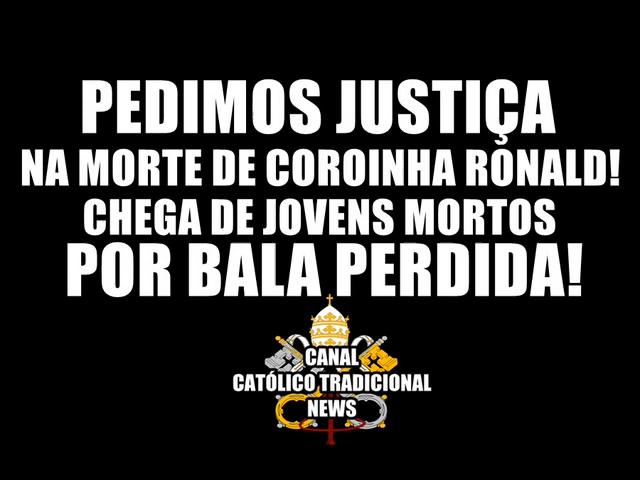 PEDIMOS JUSTIÇA
NA MORTE DE COROINHA RONALD!
CHEGA DE JOVENS MORTOS
POR BALA PERDIDA!
CANAL
CATÓLICO TRADICIONAL
NEWS